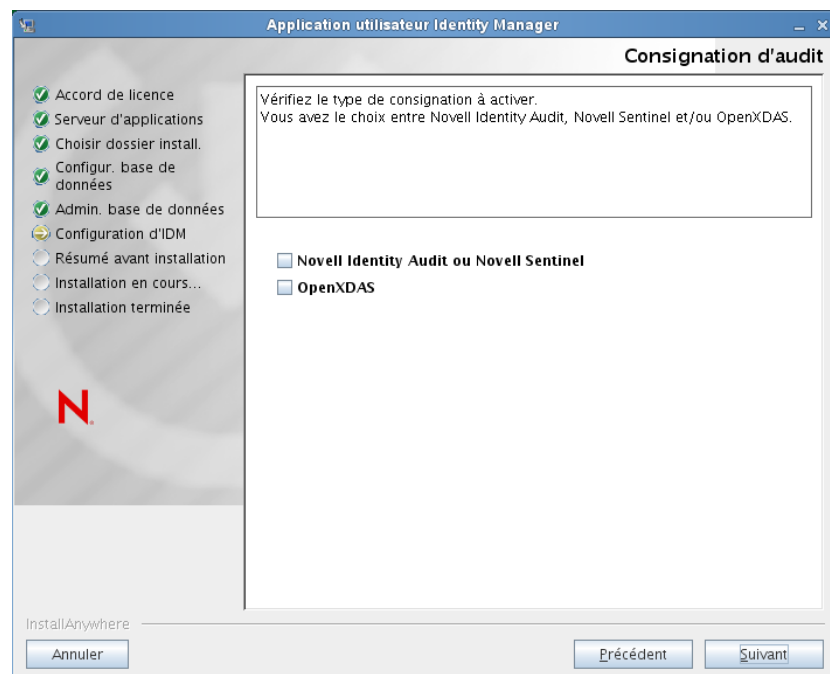 Application utilisateur Identity Manager
Consignation d'audit
Accord de licence
Serveur d'applications
Choisir dossier install.
Configur. base de
données
Admin. base de données
Configuration d'IDM
Résumé avant installation
Installation en cours...
Installation terminée
Vérifiez le type de consignation à activer.
Vous avez le choix entre Novell Identity Audit, Novell Sentinel et/ou OpenXDAS.
Novell Identity Audit ou Novell Sentinel
OpenXDAS
N.
InstallAnywhere
Annuler
Précédent
Suivant